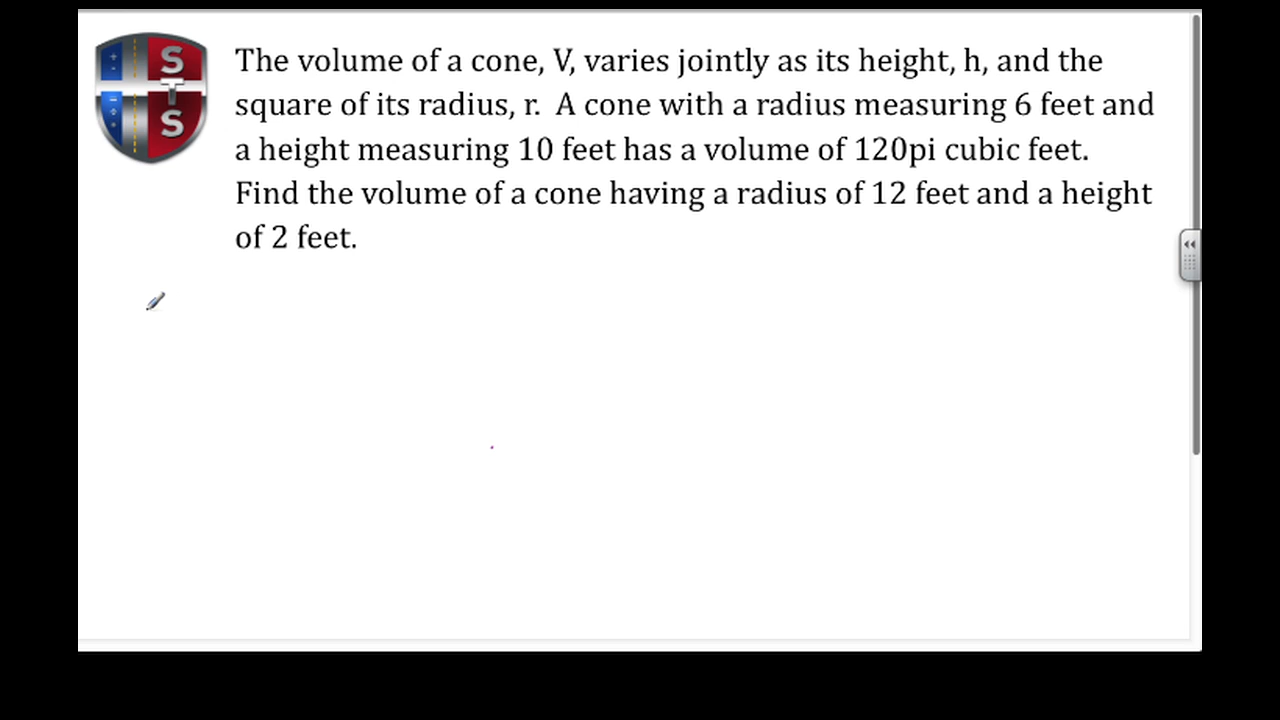 STS
The volume of a cone, V, varies jointly as its height, h, and the
square of its radius, r.  A cone with a radius measuring 6 feet and
a height measuring 10 feet has a volume of 120pi cubic feet.
Find the volume of a cone having a radius of 12 feet and a height
of 2 feet.